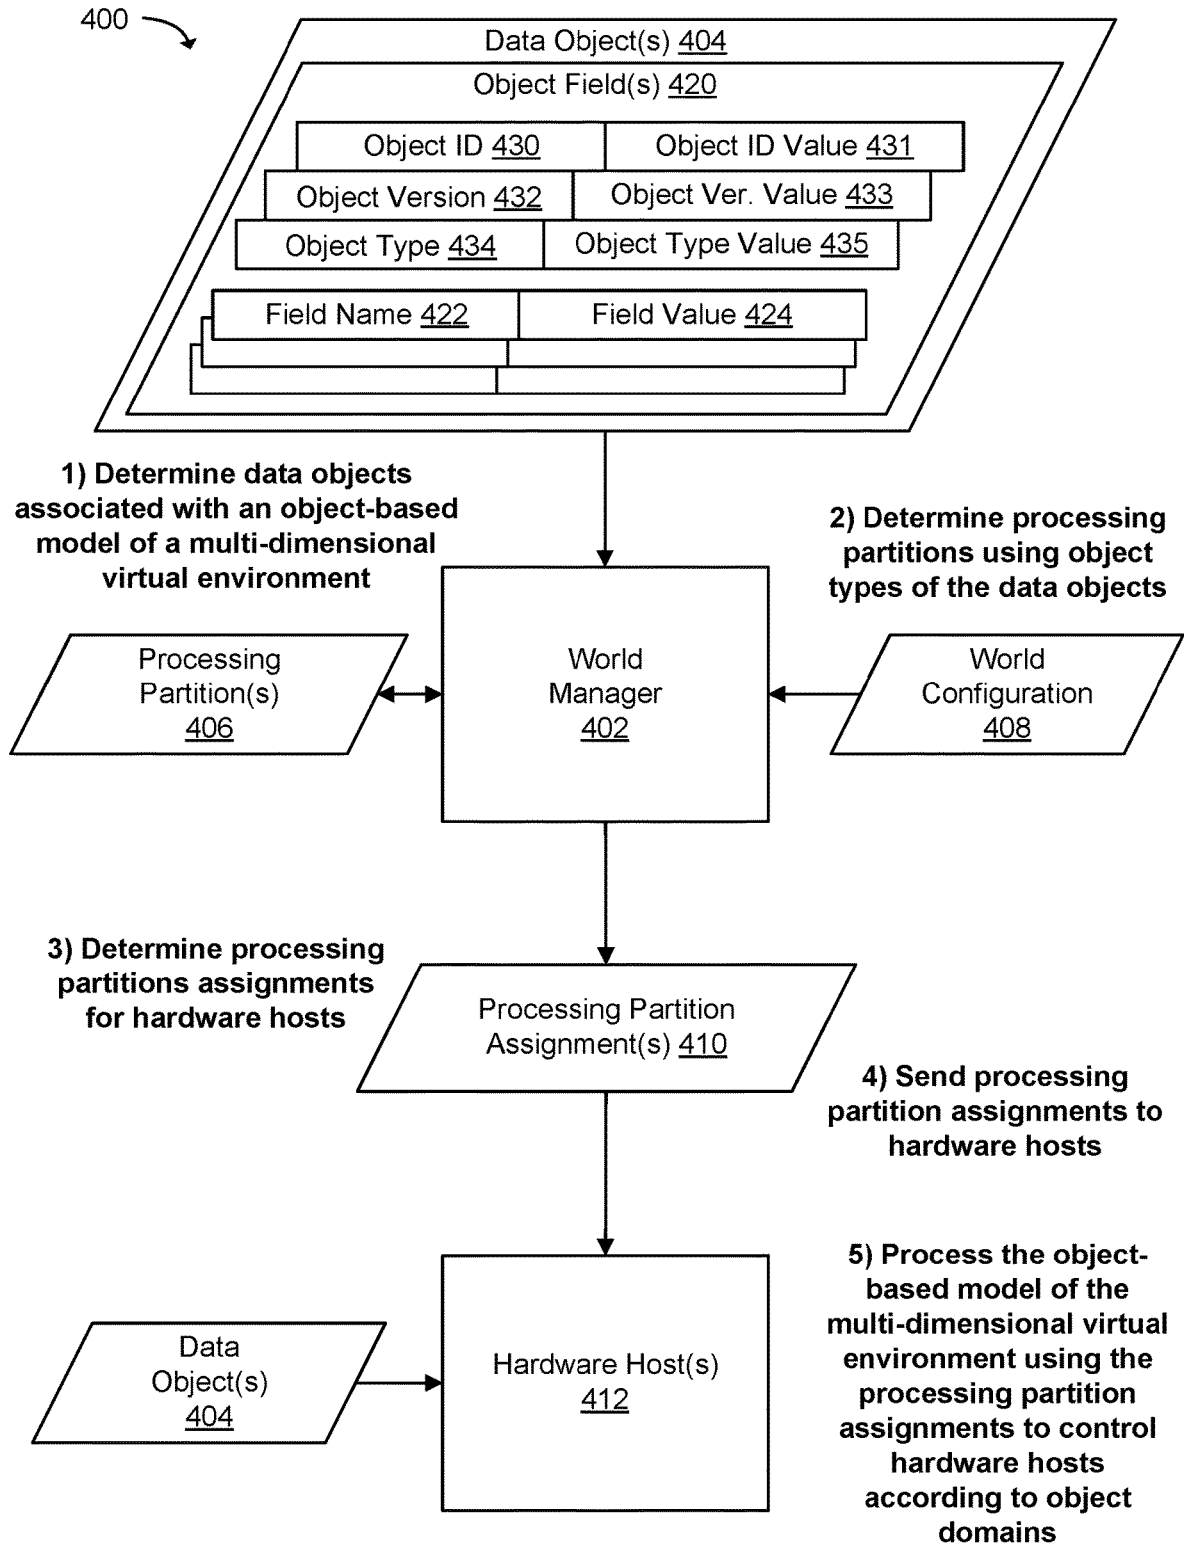 400
Data Object(s) 404
Object Field(s) 420
Object ID 430
Object ID Value 431
Object Version 432
Object Ver. Value 433
Object Type 434
Object Type Value 435
Field Name 422
Field Value 424
1) Determine data objects
associated with an object-based
model of a multi-dimensional
virtual environment
2) Determine processing
partitions using object
types of the data objects
Processing
Partition(s)
406
World
Manager
402
World
Configuration
408
3) Determine processing
partitions assignments
for hardware hosts
Processing Partition
Assignment(s) 410
4) Send processing
partition assignments to
hardware hosts
Data
Object(s)
404
Hardware Host(s)
412
5) Process the object-
based model of the
multi-dimensional virtual
environment using the
processing partition
assignments to control
hardware hosts
according to object
domains